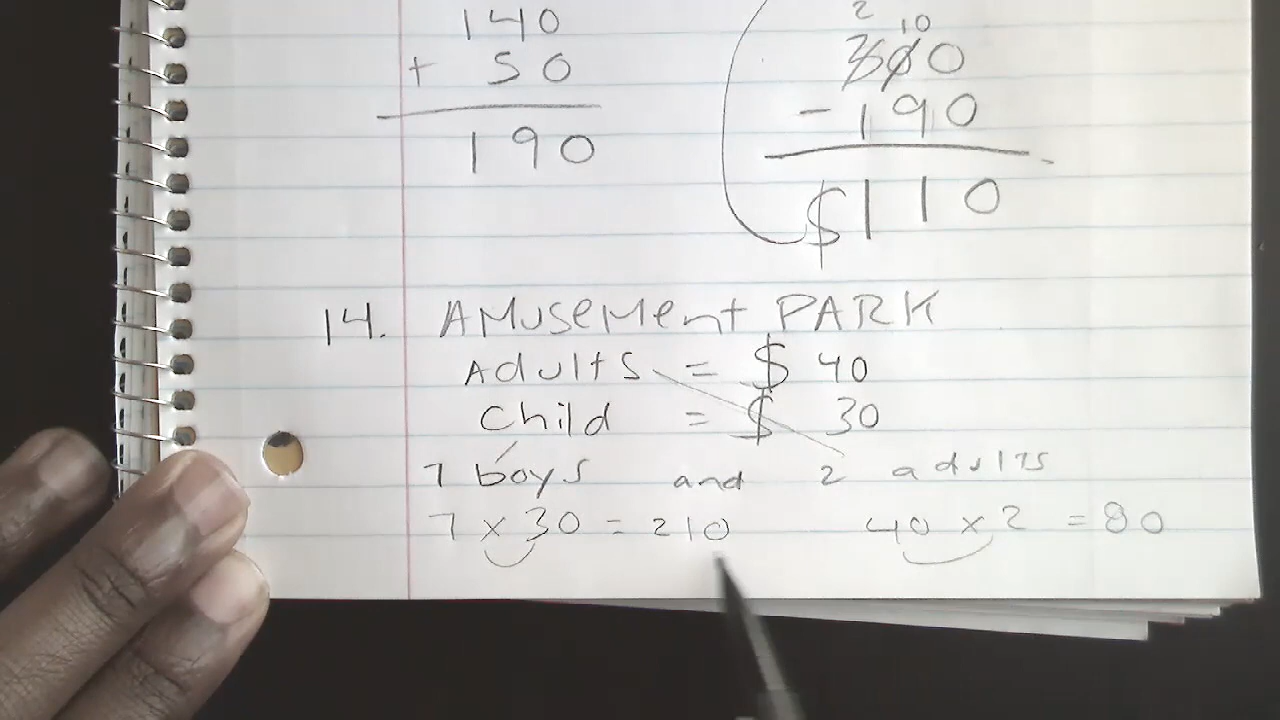 140
+ 50
190
2 10
300
- 190
$110
14. AMUSEMENT PARK
Adults = $ 40
child = $ 30
7 boys and 2 adults
7 x 30 = 210 40 x 2 = 80